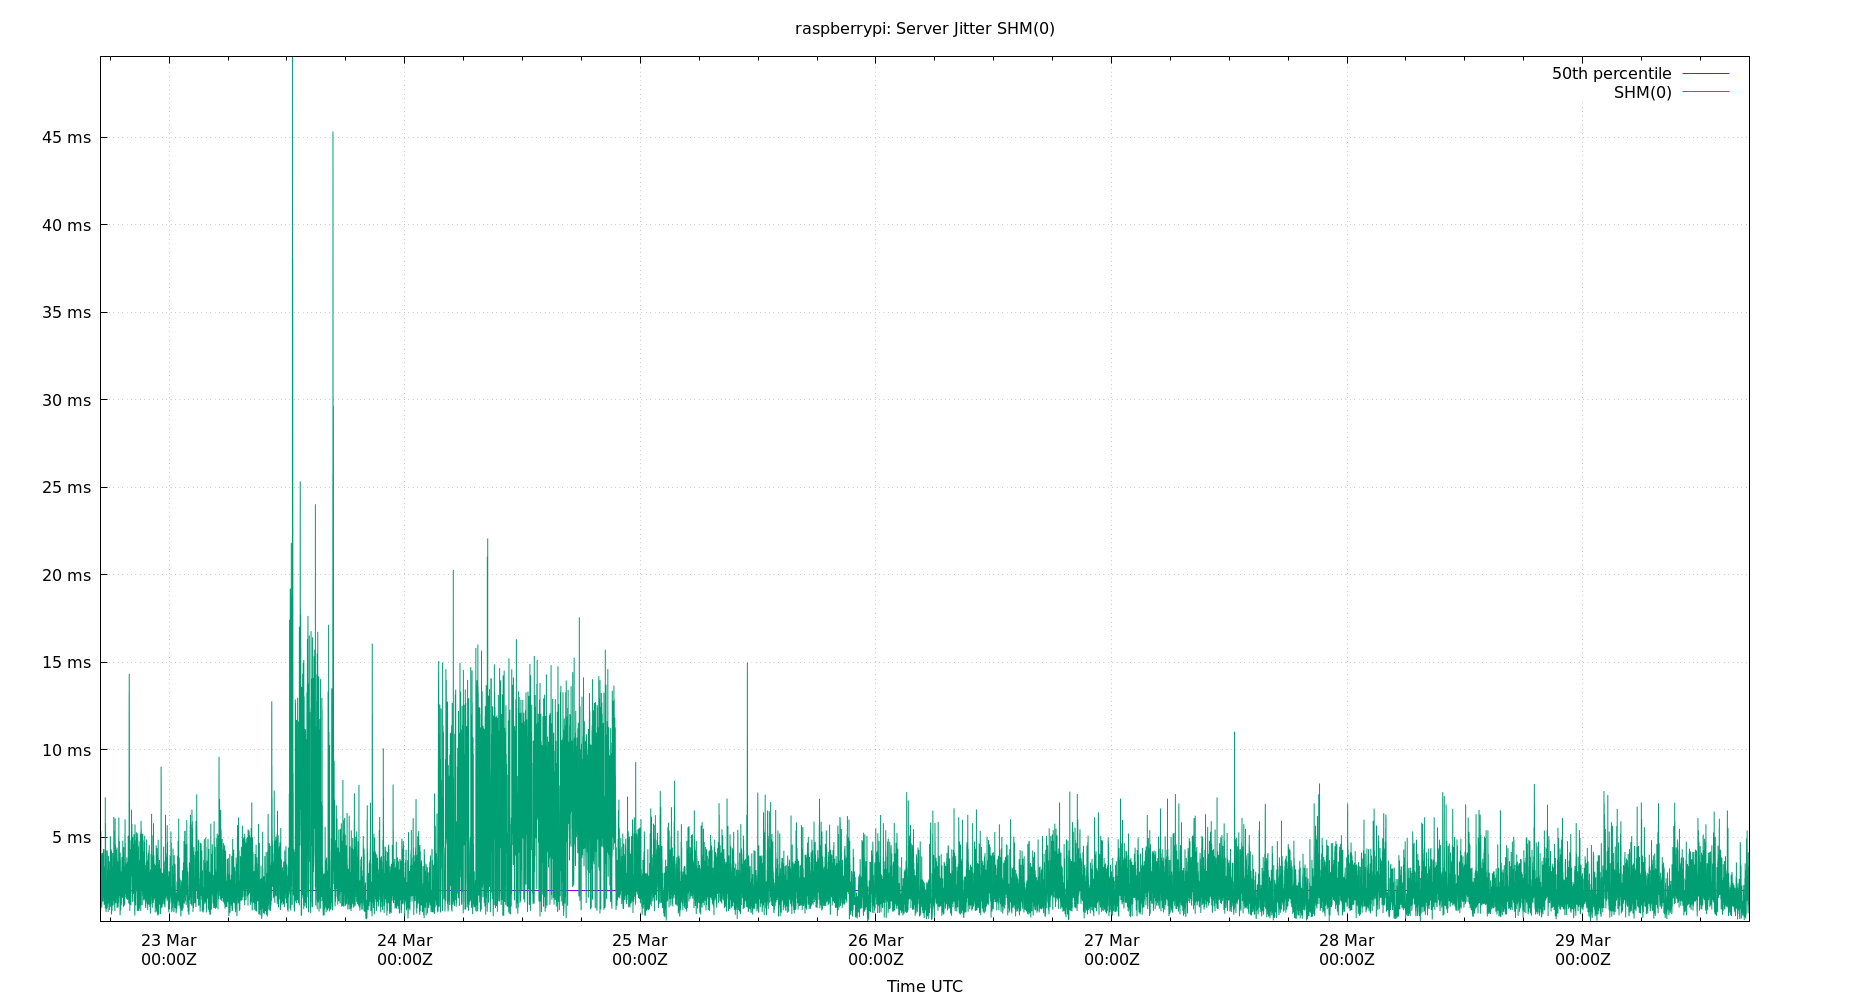 raspberrypi: Server Jitter SHM(0)
50th percentile
SHM(0)
45 ms
40 ms
35 ms
30 ms
25 ms
20 ms
15 ms
10 ms
5 ms
23 Mar 24 Mar 25 Mar 26 Mar 27 Mar 28 Mar 29 Mar
00:00Z 00:00Z 00:00Z 00:00Z 00:00Z 00:00Z 00:00Z
Time UTC